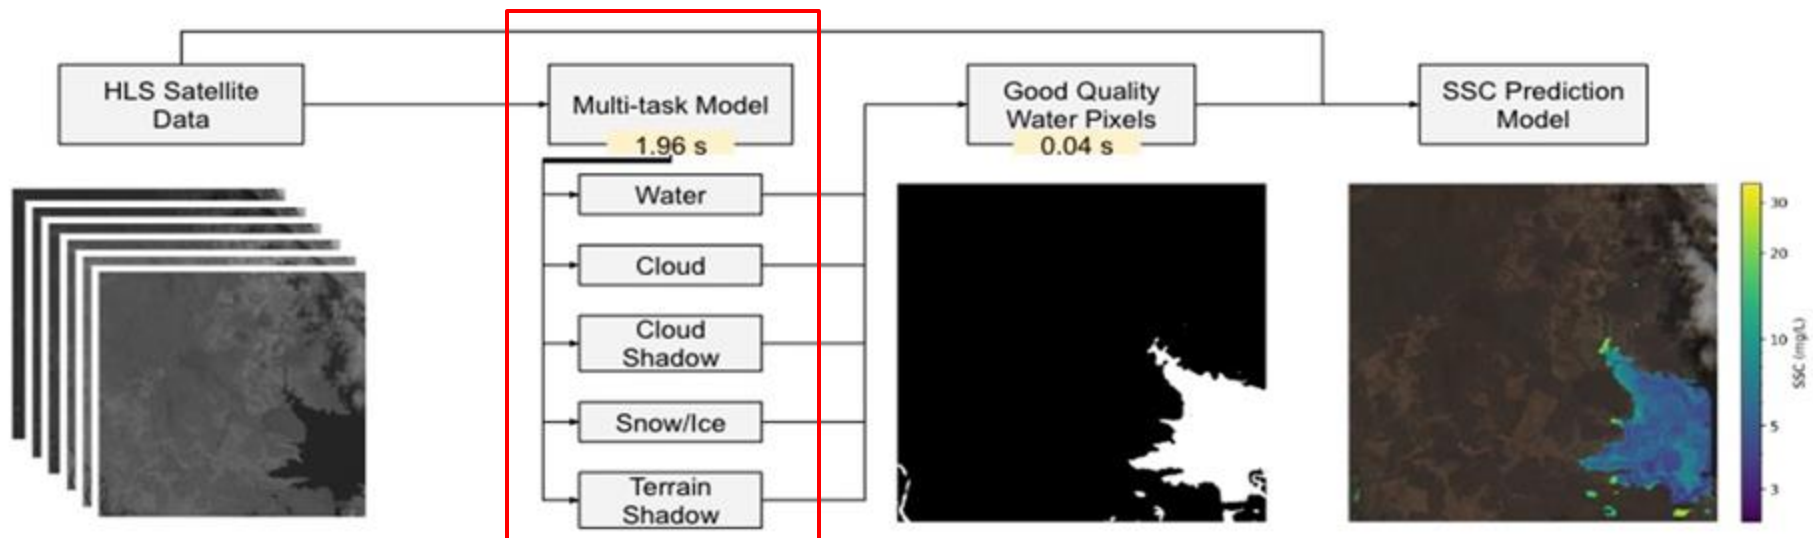 HLS Satellite
Data
Multi-task Model
1.96 s
Water
Cloud
Cloud
Shadow
Snow/Ice
Terrain
Shadow
Good Quality
Water Pixels
0.04 s
SSC Prediction
Model
30
20
10
5
3
SSC (mg/L)